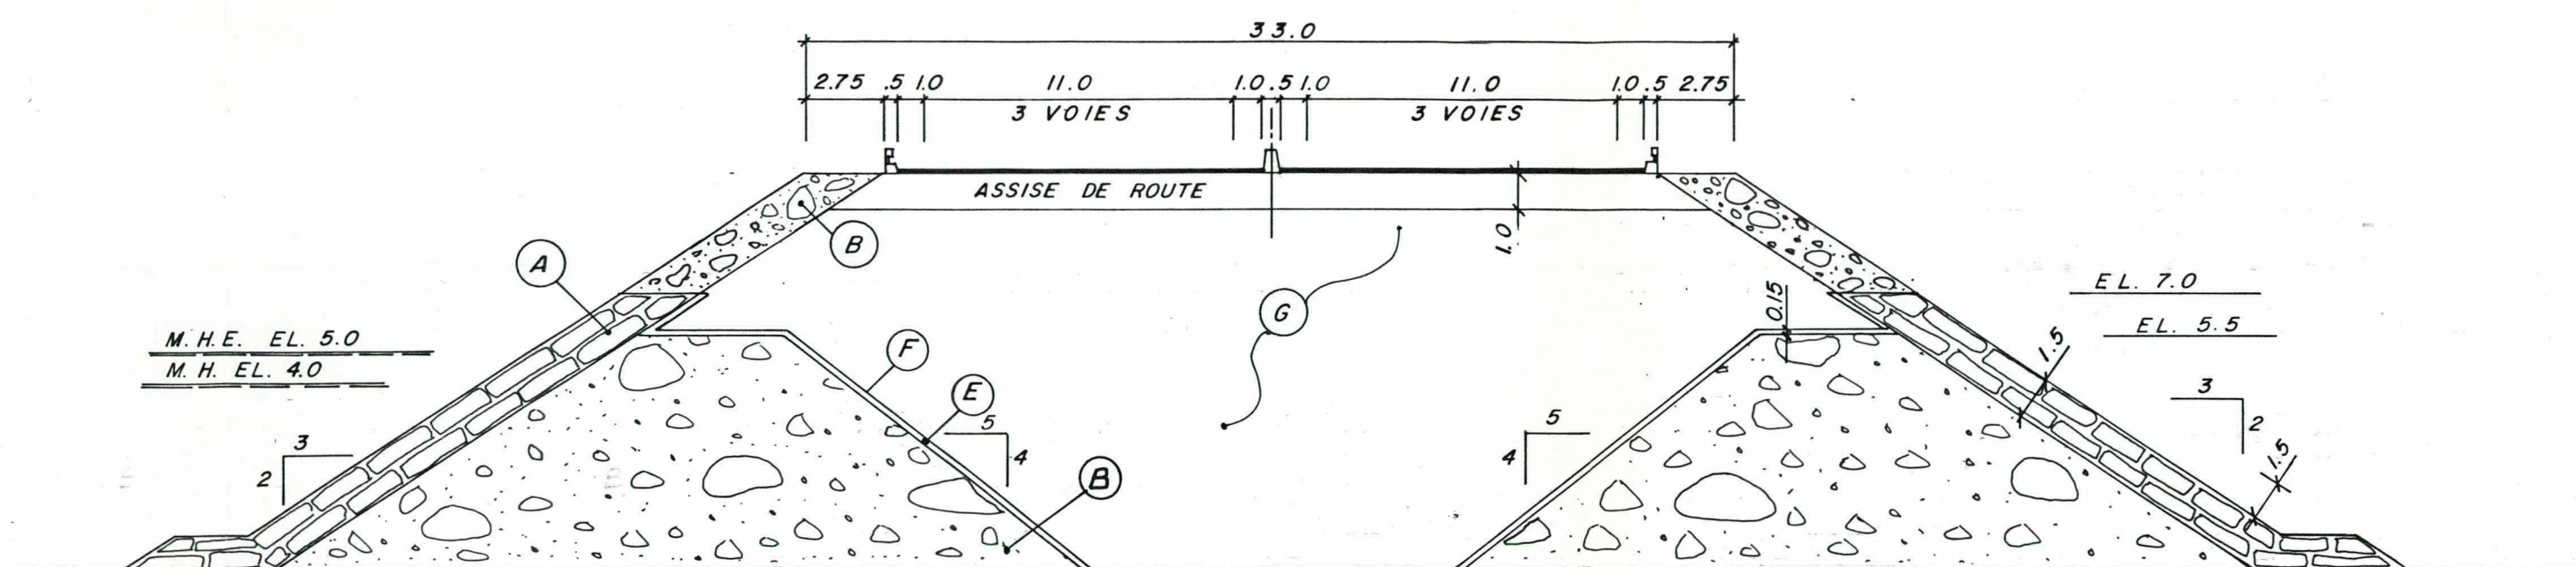 33.0
2.75 .5 1.0 11.0 1.0 .5 1.0 11.0 1.0 .5 2.75
3 VOIES 3 VOIES
ASSISE DE ROUTE
1.0
B
A
G
0.15
EL. 7.0
EL. 5.5
M.H.E. EL. 5.0
M.H. EL. 4.0
F
E
1.5
3
2
5
4
5
4
3
2
B
1.5